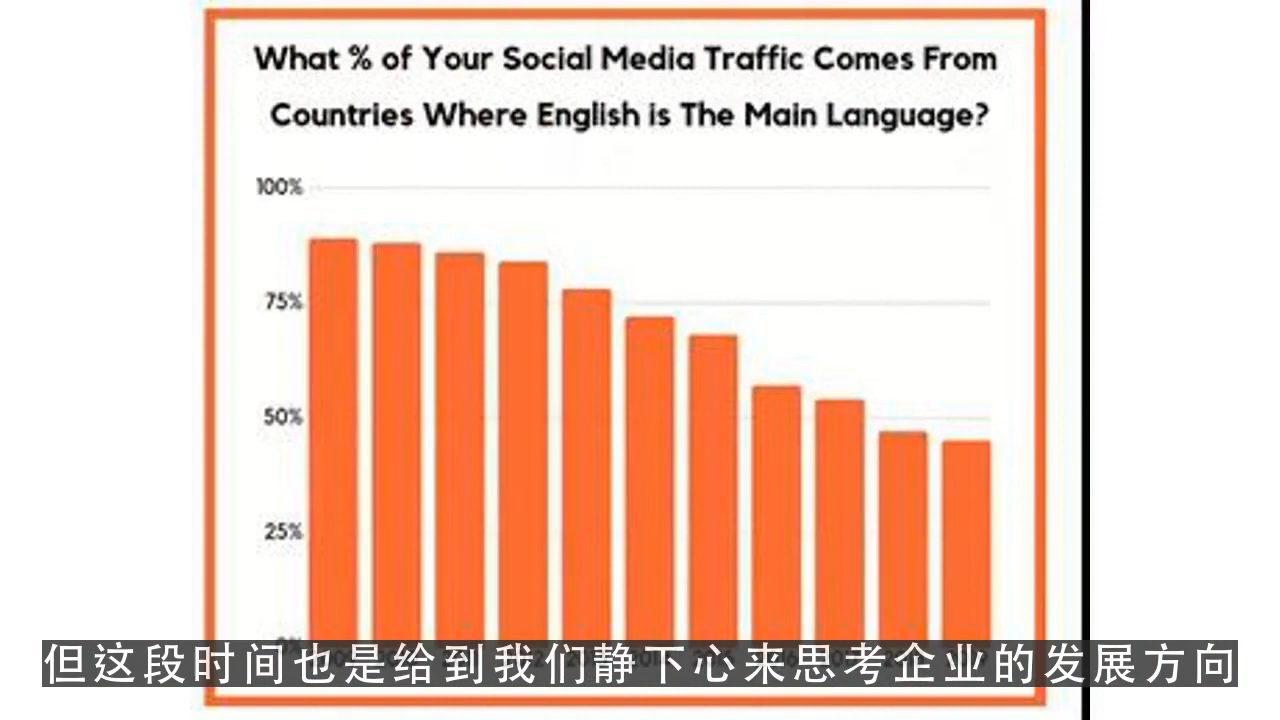 What % of Your Social Media Traffic Comes From
Countries Where English is The Main Language?
100%
75%
50%
25%
但这段时间也是给到我们静下心来思考企业的发展方向